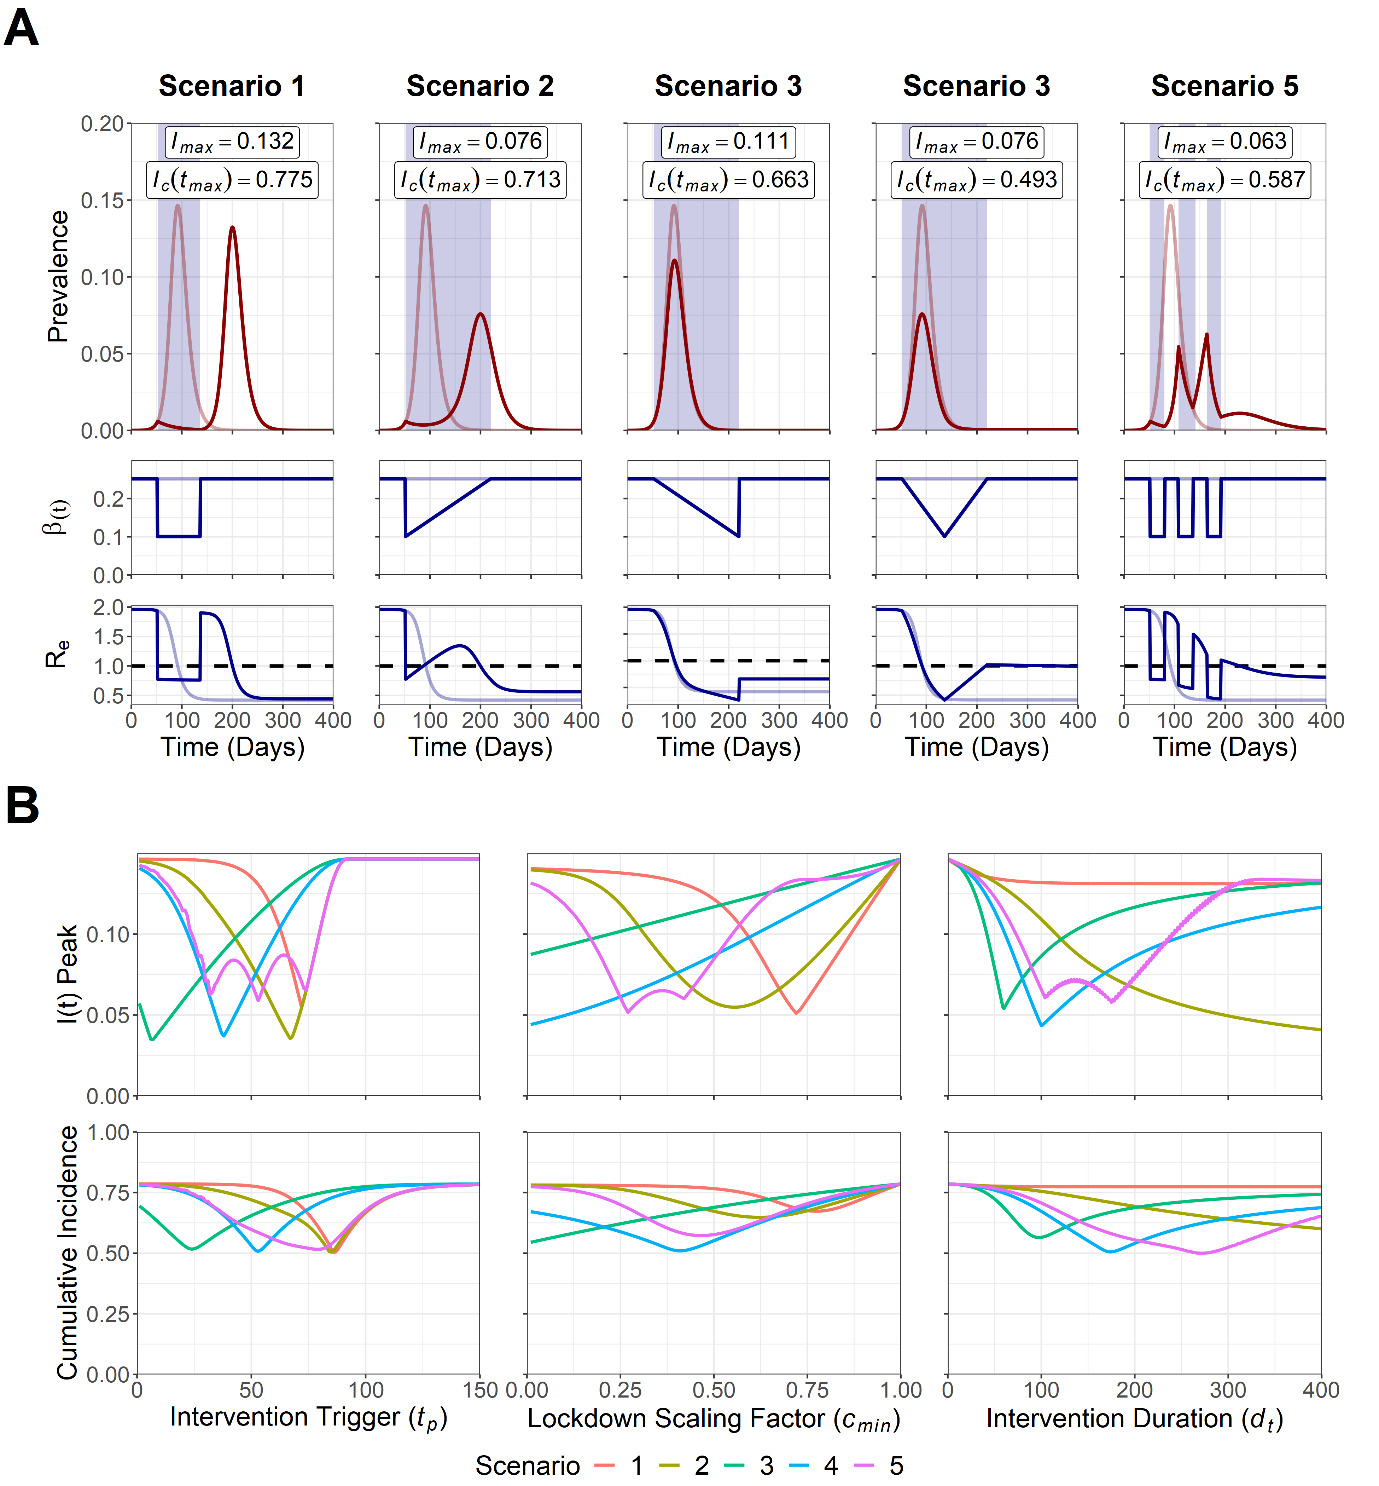 A
Scenario 1 Scenario 2 Scenario 3 Scenario 3 Scenario 5
Imax = 0.132 Imax = 0.076 Imax = 0.111 Imax = 0.076 Imax = 0.063
Ic(tmax) = 0.775 Ic(tmax) = 0.713 Ic(tmax) = 0.663 Ic(tmax) = 0.493 Ic(tmax) = 0.587
Prevalence
0.20
0.15
0.10
0.05
0.00
β(t)
0.2
0.1
0.0
Re
2.0
1.5
1.0
0.5
0 100 200 300 400 0 100 200 300 400 0 100 200 300 400 0 100 200 300 400 0 100 200 300 400
Time (Days) Time (Days) Time (Days) Time (Days) Time (Days)
B
I(t) Peak
0.10
0.05
0.00
Cumulative Incidence
1.00
0.75
0.50
0.25
0.00
0 50 100 150 0.00 0.25 0.50 0.75 1.00 0 100 200 300 400
Intervention Trigger (tp) Lockdown Scaling Factor (cmin) Intervention Duration (dt)
Scenario 1 2 3 4 5